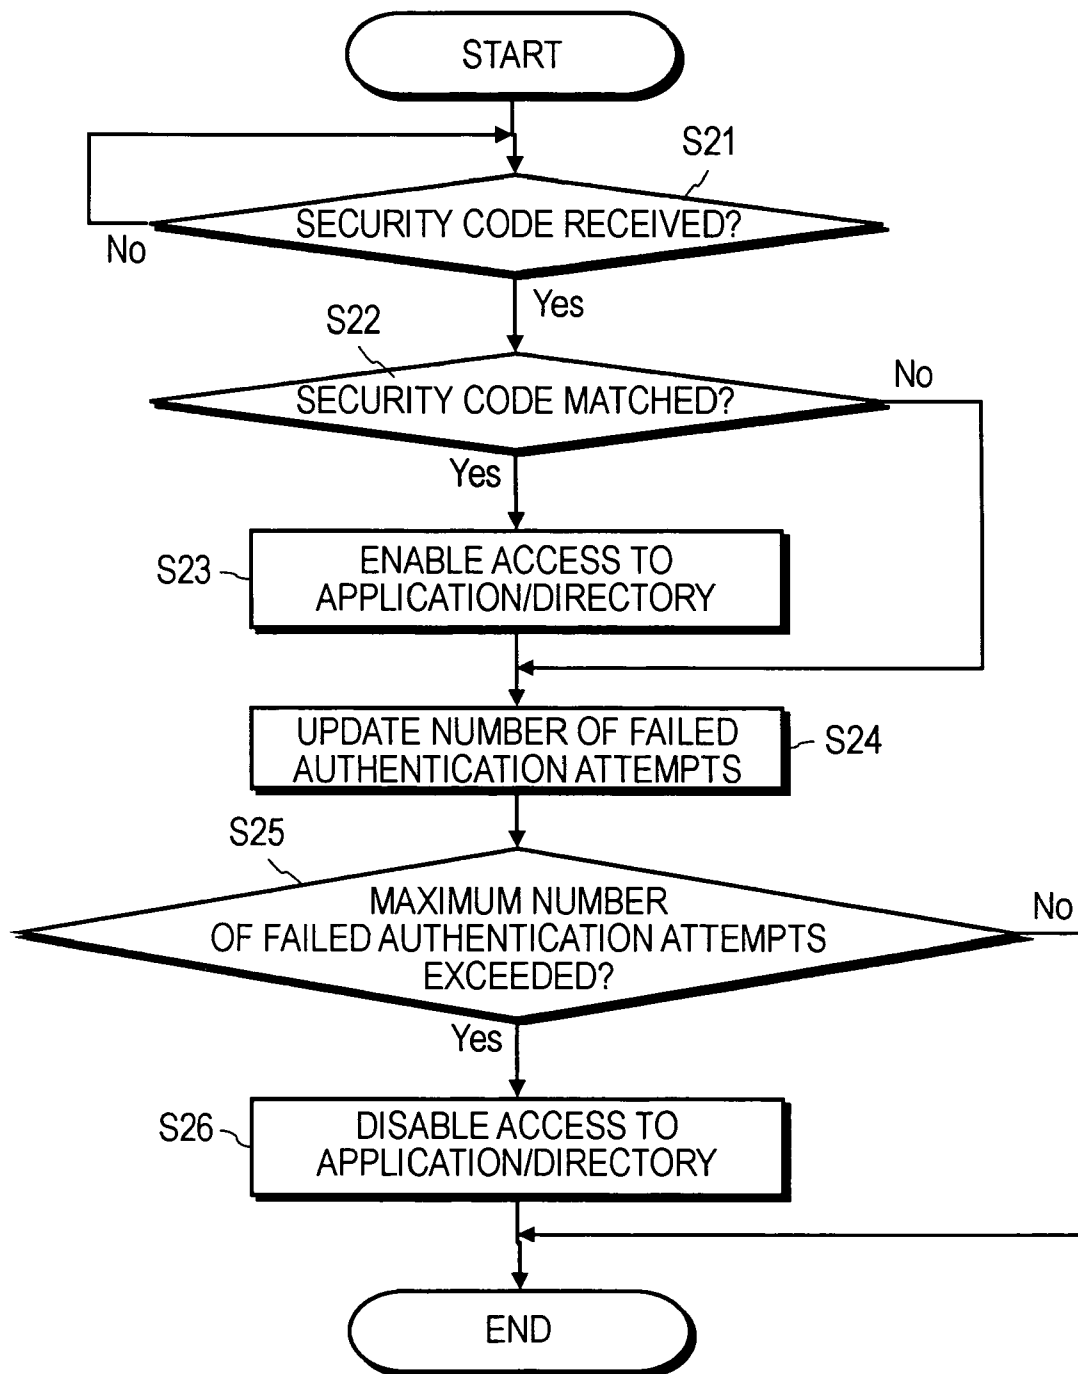 START
S21
SECURITY CODE RECEIVED?
No
Yes
S22
No
SECURITY CODE MATCHED?
Yes
S23
ENABLE ACCESS TO
APPLICATION/DIRECTORY
UPDATE NUMBER OF FAILED
AUTHENTICATION ATTEMPTS
S24
S25
MAXIMUM NUMBER
OF FAILED AUTHENTICATION ATTEMPTS
EXCEEDED?
No
Yes
S26
DISABLE ACCESS TO
APPLICATION/DIRECTORY
END